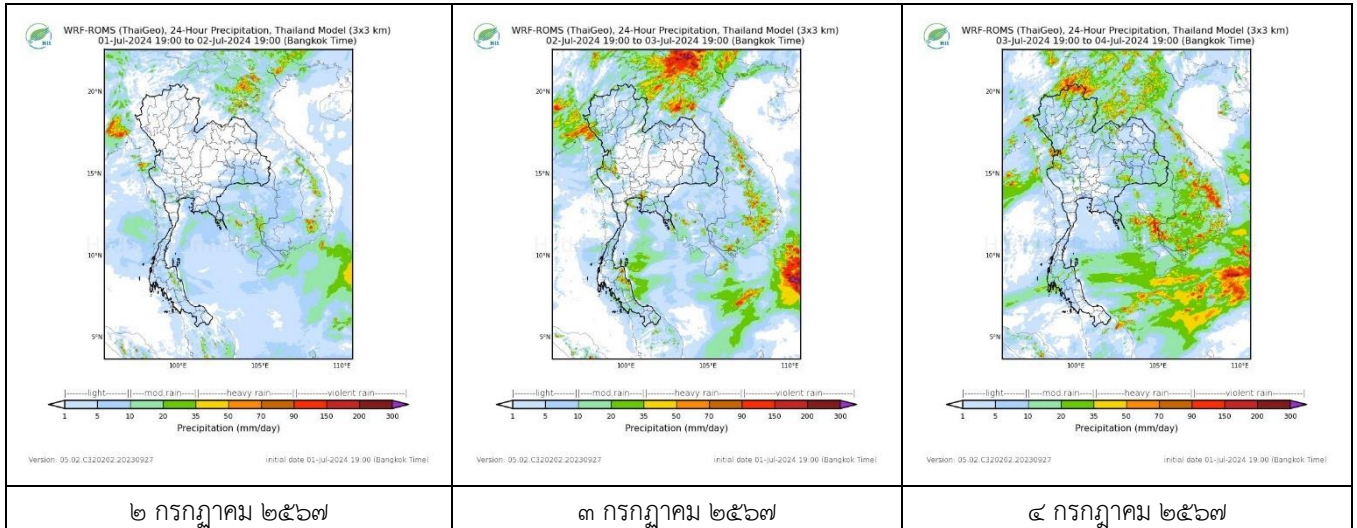 WRF-ROMS (ThaiGeo), 24-Hour Precipitation, Thailand Model (3x3 km)
01-Jul-2024 19:00 to 02-Jul-2024 19:00 (Bangkok Time)
20°N
15°N
10°N
5°N
100°E 105°E 110°E
light mod rain heavy rain violent rain
1 5 10 20 35 50 70 90 150 200 300
Precipitation (mm/day)
Version: 05.02.C320202.20230927 initial date 01-Jul-2024 19:00 (Bangkok Time)
๒ กรกฎาคม ๒๕๖๗
WRF-ROMS (ThaiGeo), 24-Hour Precipitation, Thailand Model (3x3 km)
02-Jul-2024 19:00 to 03-Jul-2024 19:00 (Bangkok Time)
20°N
15°N
10°N
5°N
100°E 105°E 110°E
light mod rain heavy rain violent rain
1 5 10 20 35 50 70 90 150 200 300
Precipitation (mm/day)
Version: 05.02.C320202.20230927 initial date 01-Jul-2024 19:00 (Bangkok Time)
๓ กรกฎาคม ๒๕๖๗
WRF-ROMS (ThaiGeo), 24-Hour Precipitation, Thailand Model (3x3 km)
03-Jul-2024 19:00 to 04-Jul-2024 19:00 (Bangkok Time)
20°N
15°N
10°N
5°N
100°E 105°E 110°E
light mod rain heavy rain violent rain
1 5 10 20 35 50 70 90 150 200 300
Precipitation (mm/day)
Version: 05.02.C320202.20230927 initial date 01-Jul-2024 19:00 (Bangkok Time)
๔ กรกฎาคม ๒๕๖๗